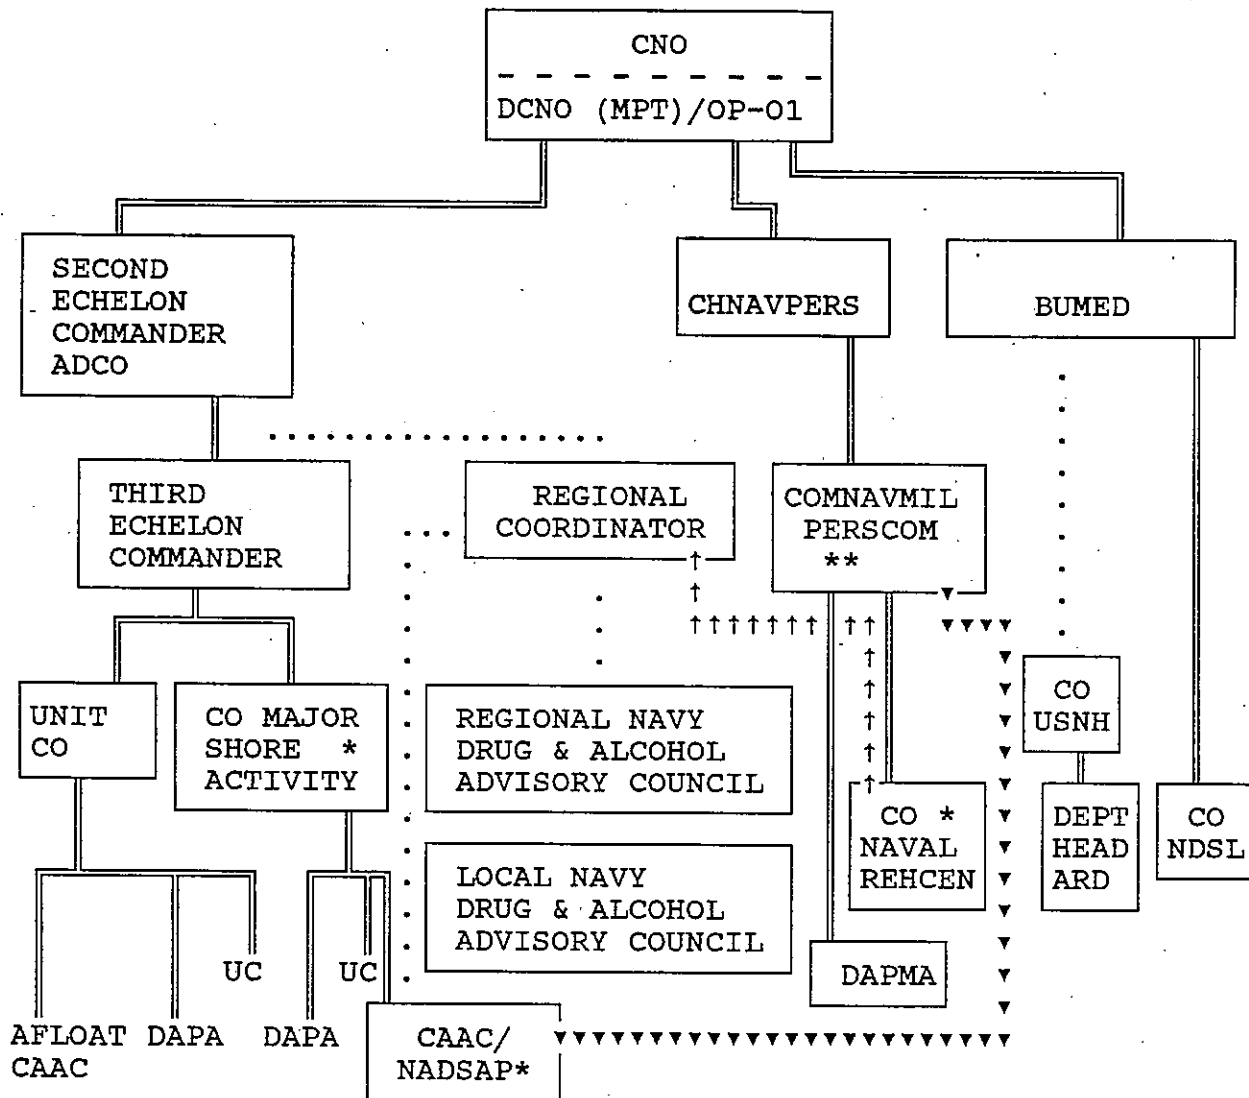 CNO
DCNO (MPT)/OP-01
SECOND
ECHELON
COMMANDER
ADCO
CHNAVPERS
BUMED
THIRD
ECHELON
COMMANDER
REGIONAL
COORDINATOR
COMNAVMIL
PERSCOM
**
UNIT
CO
CO MAJOR
SHORE *
ACTIVITY
REGIONAL NAVY
DRUG & ALCOHOL
ADVISORY COUNCIL
CO
USNH
CO *
NAVAL
REHCEN
DEPT
HEAD
ARD
CO
NDSL
LOCAL NAVY
DRUG & ALCOHOL
ADVISORY COUNCIL
UC
UC
DAPMA
AFLOAT
CAAC
DAPA
DAPA
CAAC/
NADSAP*